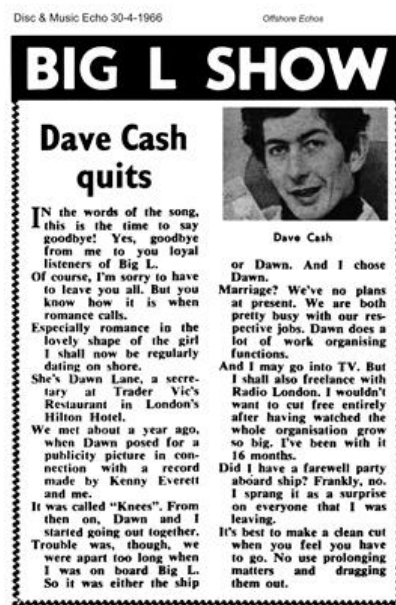 Disc & Music Echo 30-4-1966
Offshore Echos
BIG L SHOW
Dave Cash
quits
IN the words of the song,
this is the time to say
goodbye! Yes, goodbye
from me to you loyal
listeners of Big L.
Of course, I'm sorry to have
to leave you all. But you
know how it is when
romance calls.
Especially romance in the
lovely shape of the girl
I shall now be regularly
dating on shore.
She's Dawn Lane, a secre-
tary at Trader Vic's
Restaurant in London's
Hilton Hotel.
We met about a year ago,
when Dawn posed for a
publicity picture in con-
nection with a record
made by Kenny Everett
and me.
It was called "Knees". From
then on, Dawn and I
started going out together.
Trouble was, though, we
were apart too long when
I was on board Big L.
So it was either the ship
Dave Cash
or Dawn. And I chose
Dawn.
Marriage? We've no plans
at present. We are both
pretty busy with our res-
pective jobs. Dawn does a
lot of work organising
functions.
And I may go into TV. But
I shall also freelance with
Radio London. I wouldn't
want to cut free entirely
after having watched the
whole organisation grow
so big. I've been with it
16 months.
Did I have a farewell party
aboard ship? Frankly, no.
I sprang it as a surprise
on everyone that I was
leaving.
It's best to make a clean cut
when you feel you have
to go. No use prolonging
matters and dragging
them out.